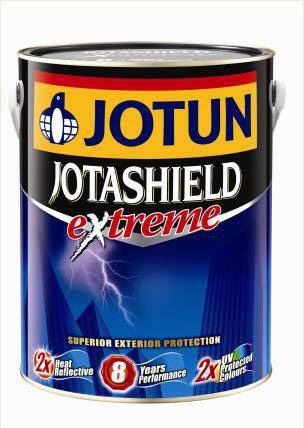 JOTUN
JOTASHIELD
extreme
SUPERIOR EXTERIOR PROTECTION
2x Heat Reflective
8 Years Performance
2x UV Protected Colours